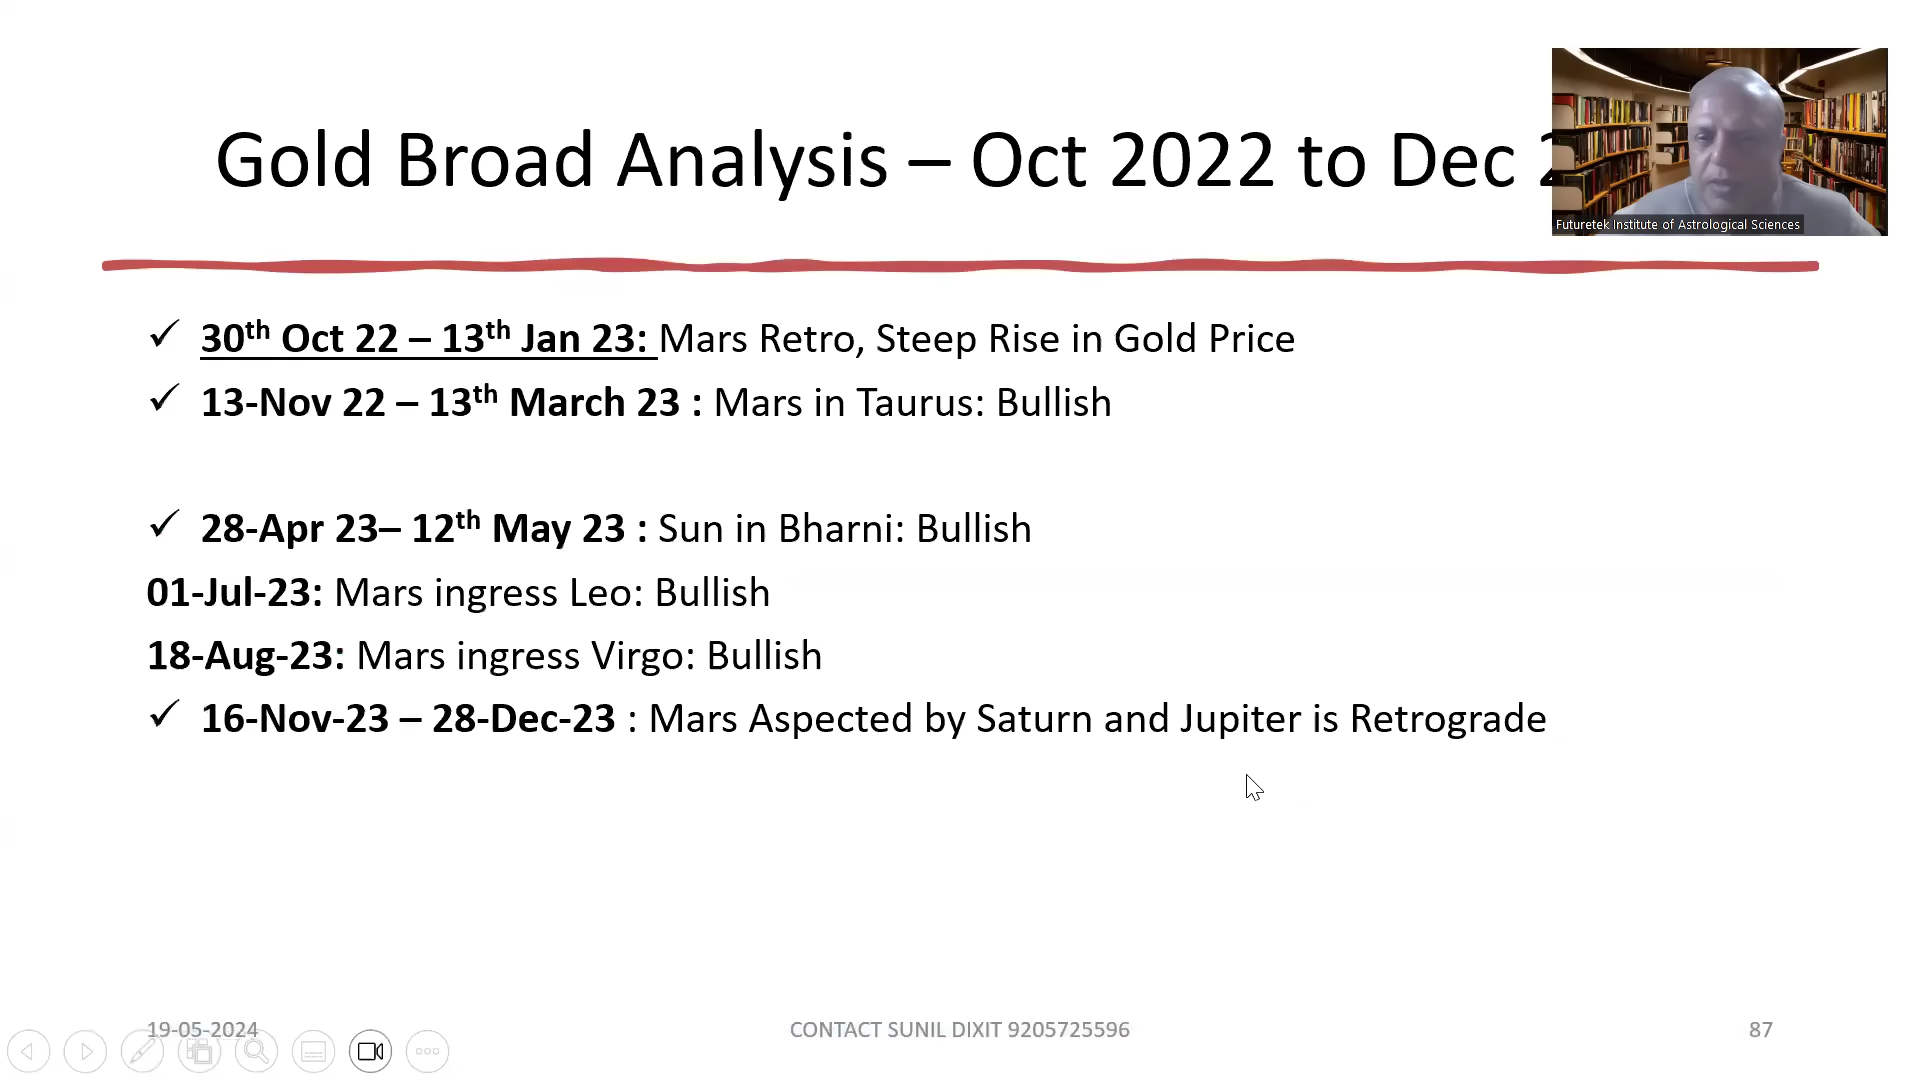 Gold Broad Analysis – Oct 2022 to Dec
Futuretek Institute of Astrological Sciences
✓ 30th Oct 22 – 13th Jan 23: Mars Retro, Steep Rise in Gold Price
✓ 13-Nov 22 – 13th March 23 : Mars in Taurus: Bullish
✓ 28-Apr 23– 12th May 23 : Sun in Bharni: Bullish
01-Jul-23: Mars ingress Leo: Bullish
18-Aug-23: Mars ingress Virgo: Bullish
✓ 16-Nov-23 – 28-Dec-23 : Mars Aspected by Saturn and Jupiter is Retrograde
19-05-2024
CONTACT SUNIL DIXIT 9205725596
87